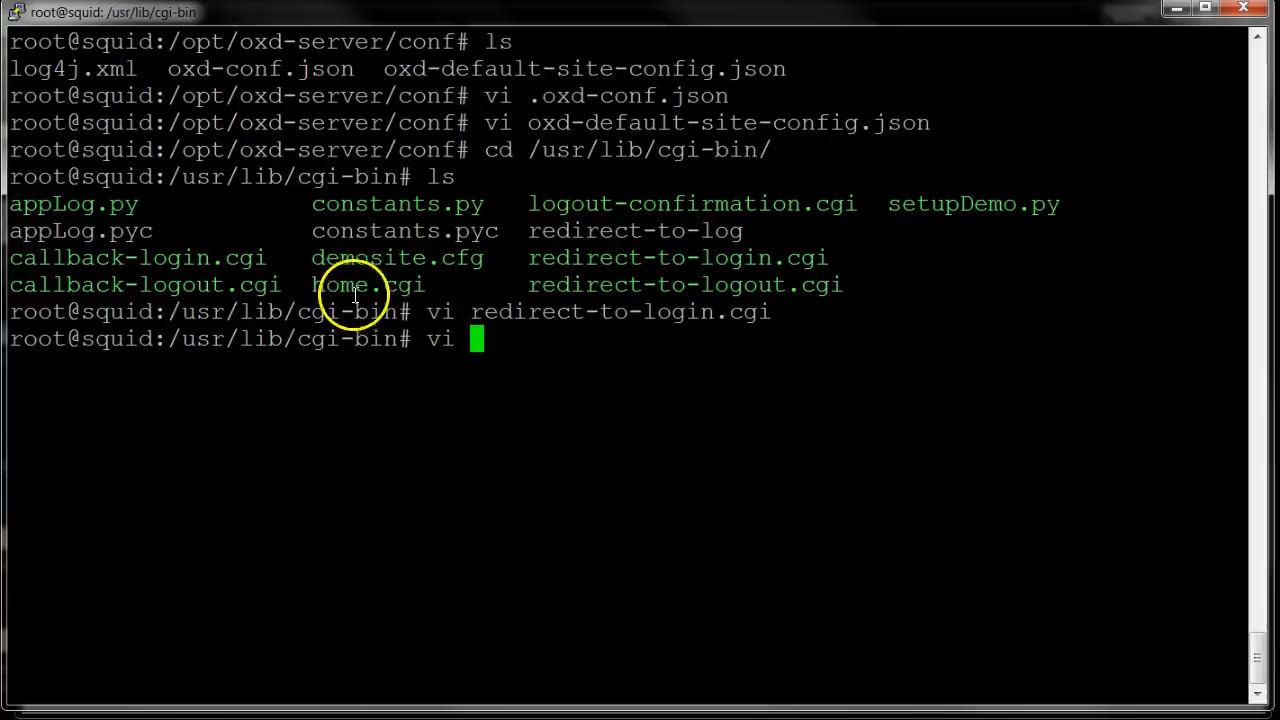 root@squid: /usr/lib/cgi-bin
root@squid:/opt/oxd-server/conf# ls
log4j.xml  oxd-conf.json  oxd-default-site-config.json
root@squid:/opt/oxd-server/conf# vi .oxd-conf.json
root@squid:/opt/oxd-server/conf# vi oxd-default-site-config.json
root@squid:/opt/oxd-server/conf# cd /usr/lib/cgi-bin/
root@squid:/usr/lib/cgi-bin# ls
appLog.py            constants.py   logout-confirmation.cgi  setupDemo.py
appLog.pyc           constants.pyc  redirect-to-log
callback-login.cgi   demosite.cfg   redirect-to-login.cgi
callback-logout.cgi  home.cgi       redirect-to-logout.cgi
root@squid:/usr/lib/cgi-bin# vi redirect-to-login.cgi
root@squid:/usr/lib/cgi-bin# vi